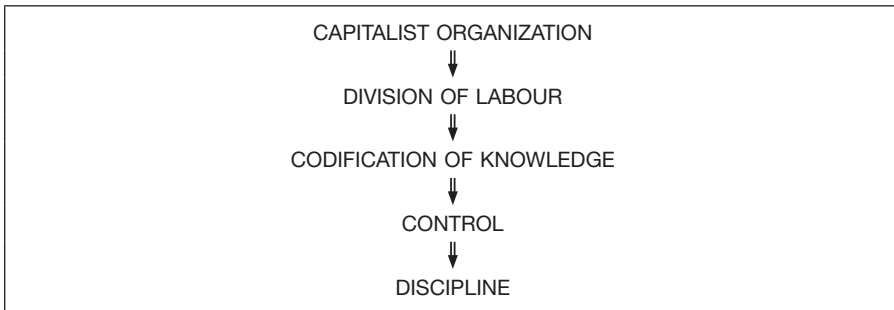 CAPITALIST ORGANIZATION
DIVISION OF LABOUR
CODIFICATION OF KNOWLEDGE
CONTROL
DISCIPLINE